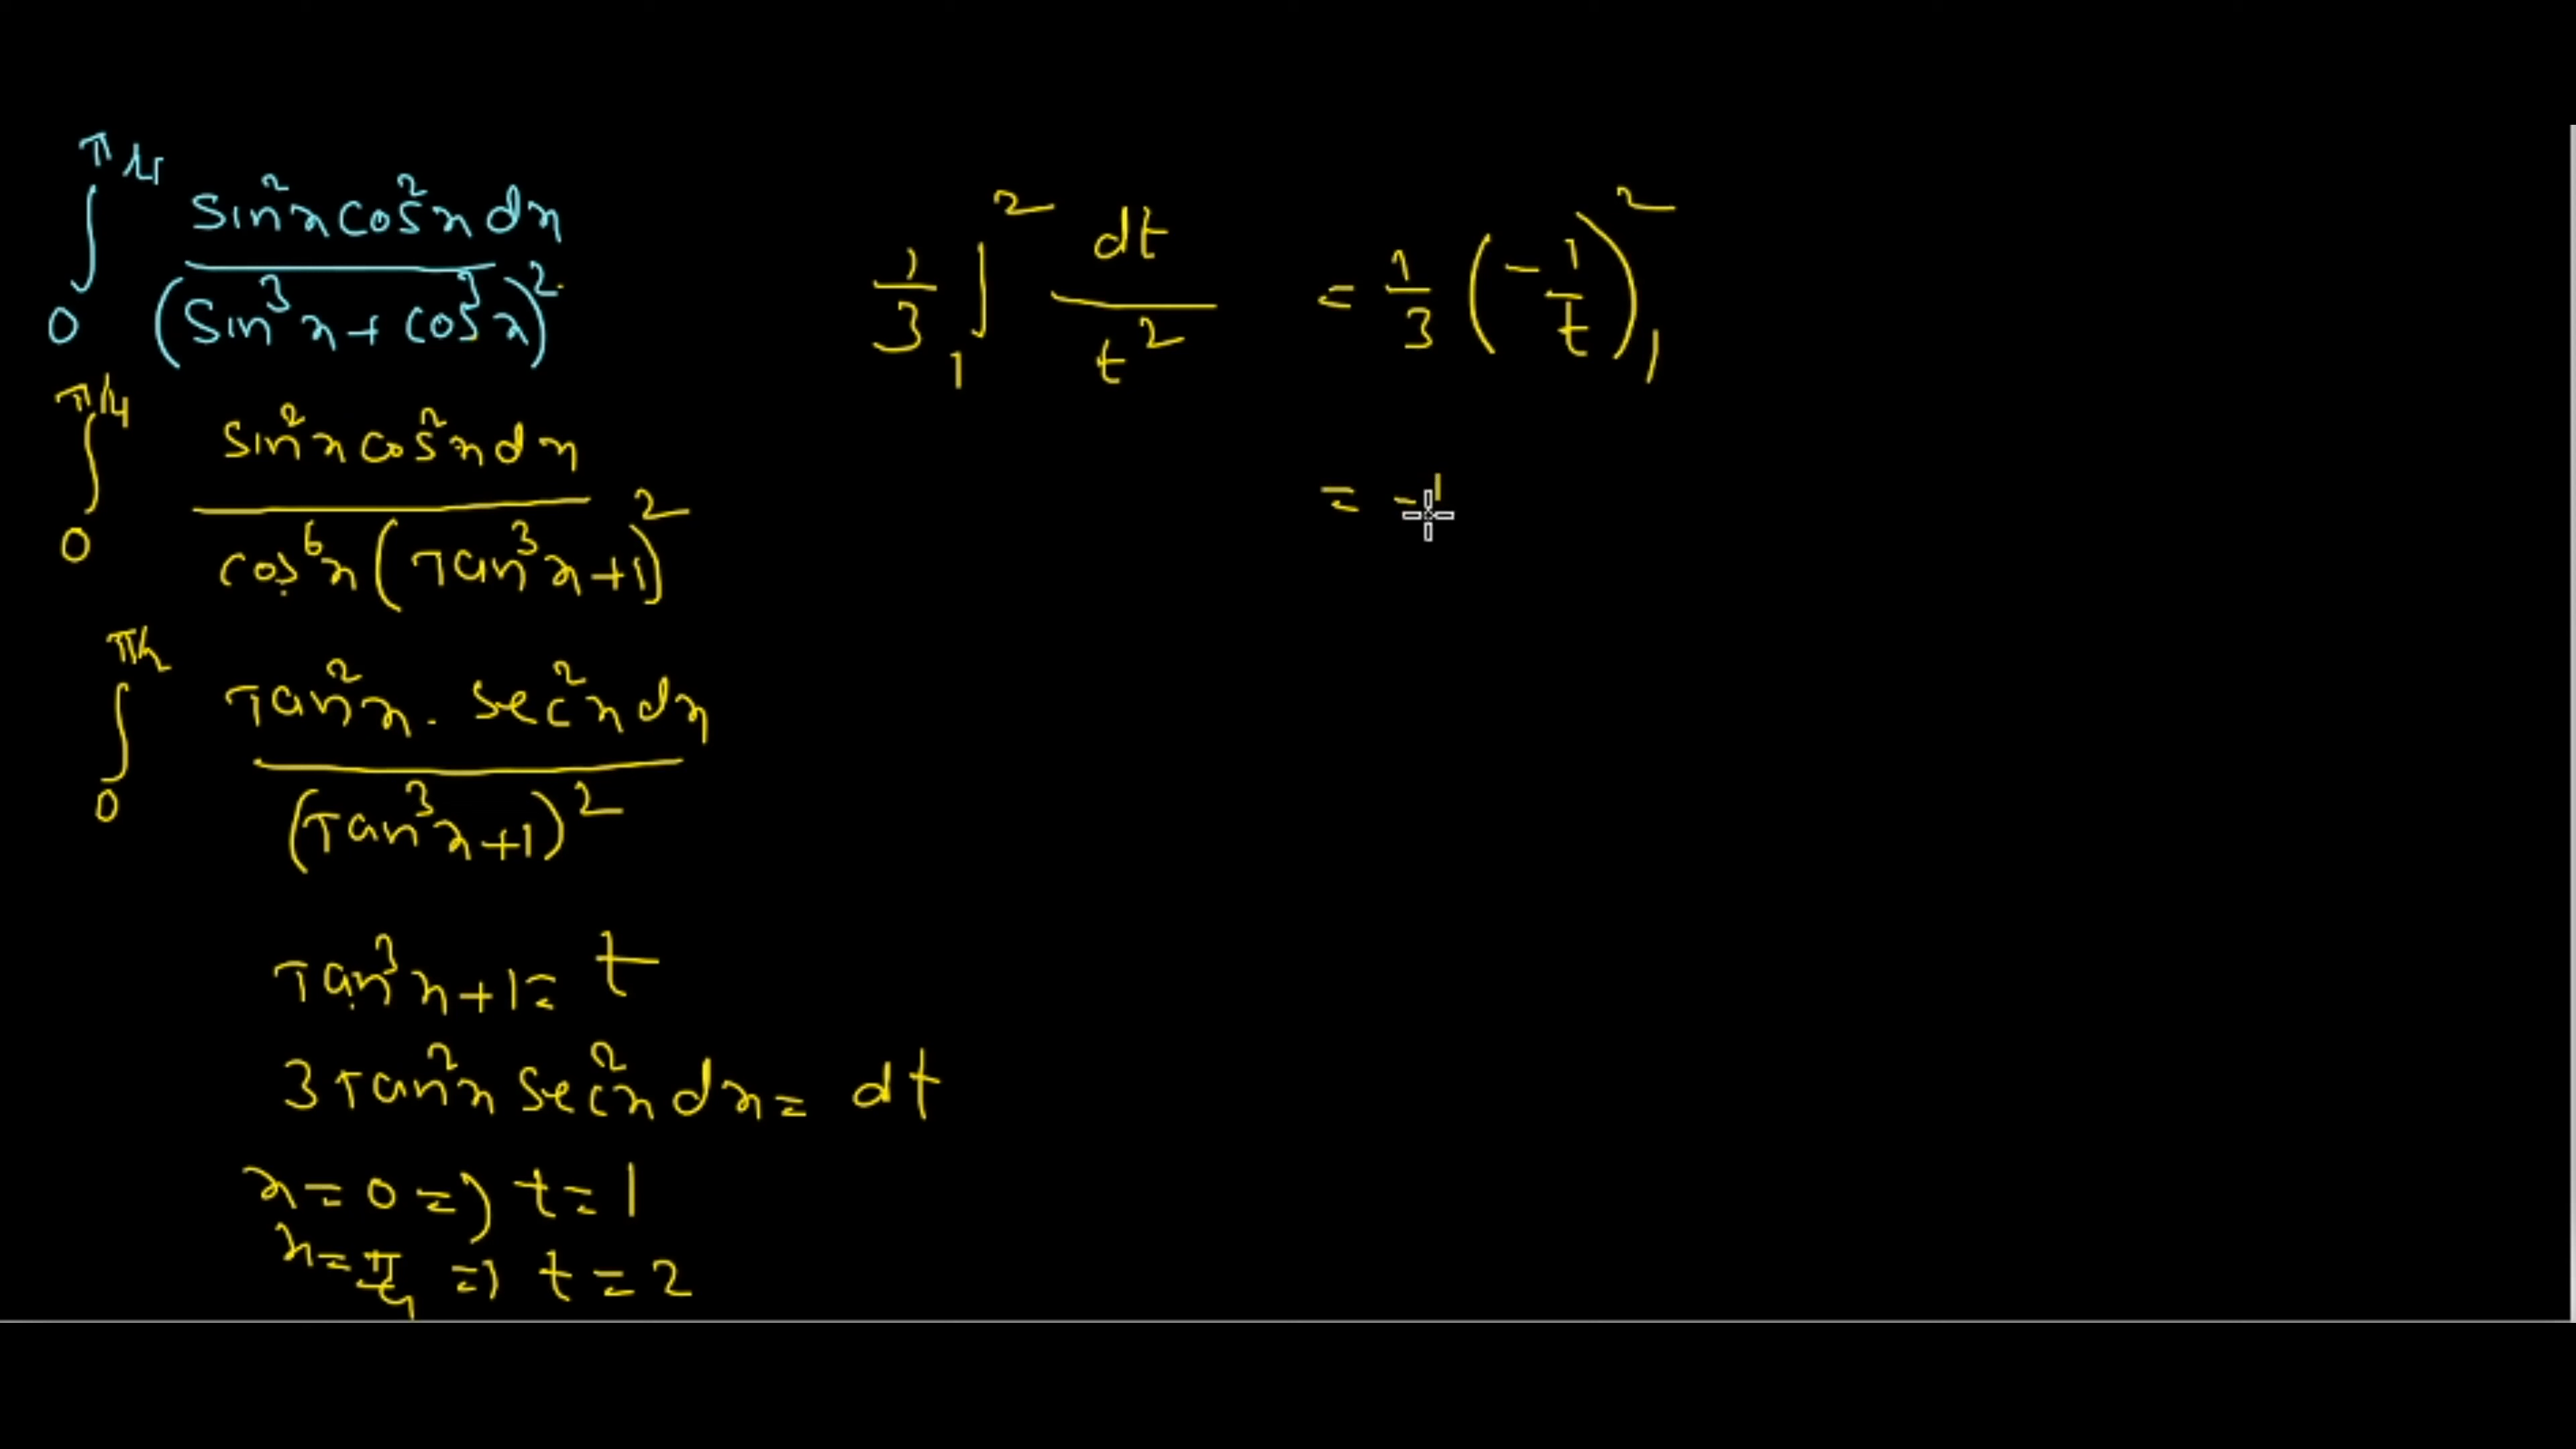 ∫₀^(π/4) sin²x cos²x dx / (sin³x + cos³x)²
∫₀^(π/4) sin²x cos²x dx / cos⁶x (Tan³x + 1)²
∫₀^(π/4) Tan²x . sec²x dx / (Tan³x + 1)²
Tan³x + 1 = t
3 Tan²x Sec²x dx = dt
x = 0 => t = 1
x = π/4 => t = 2
1/3 ∫₁² dt / t² = 1/3 (-1/t)₁²
= -1